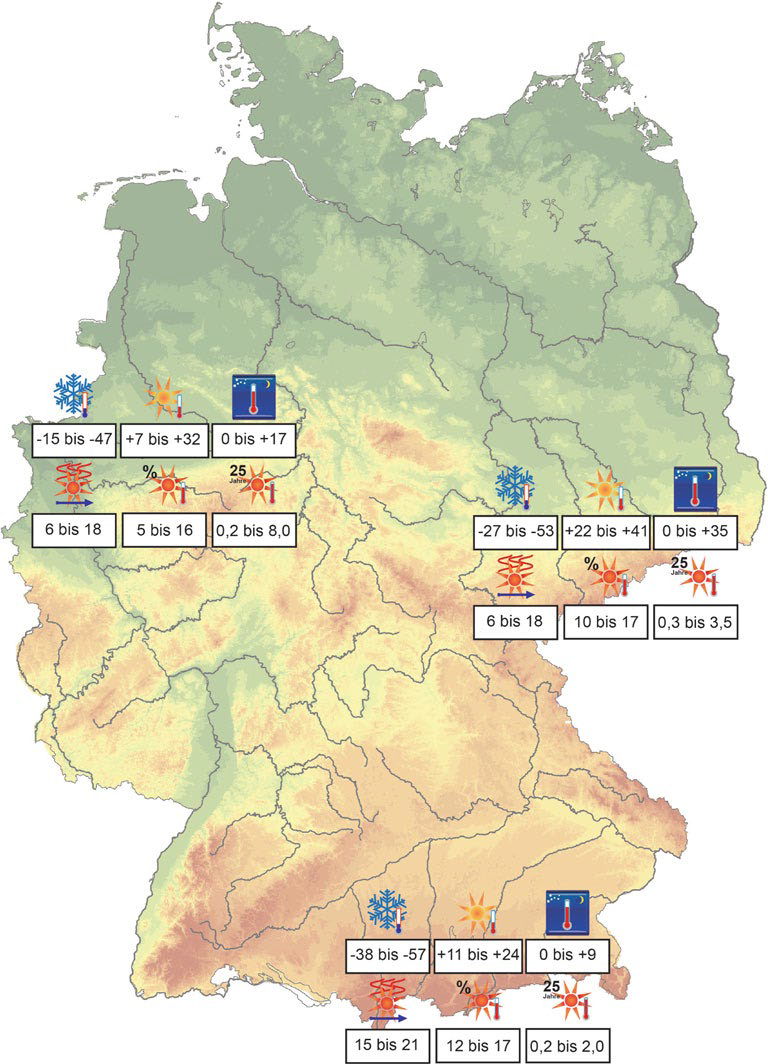 -15 bis -47 +7 bis +32 0 bis +17
% 25
Jahre
6 bis 18 5 bis 16 0,2 bis 8,0
-27 bis -53 +22 bis +41 0 bis +35
% 25
Jahre
6 bis 18 10 bis 17 0,3 bis 3,5
-38 bis -57 +11 bis +24 0 bis +9
% 25
Jahre
15 bis 21 12 bis 17 0,2 bis 2,0